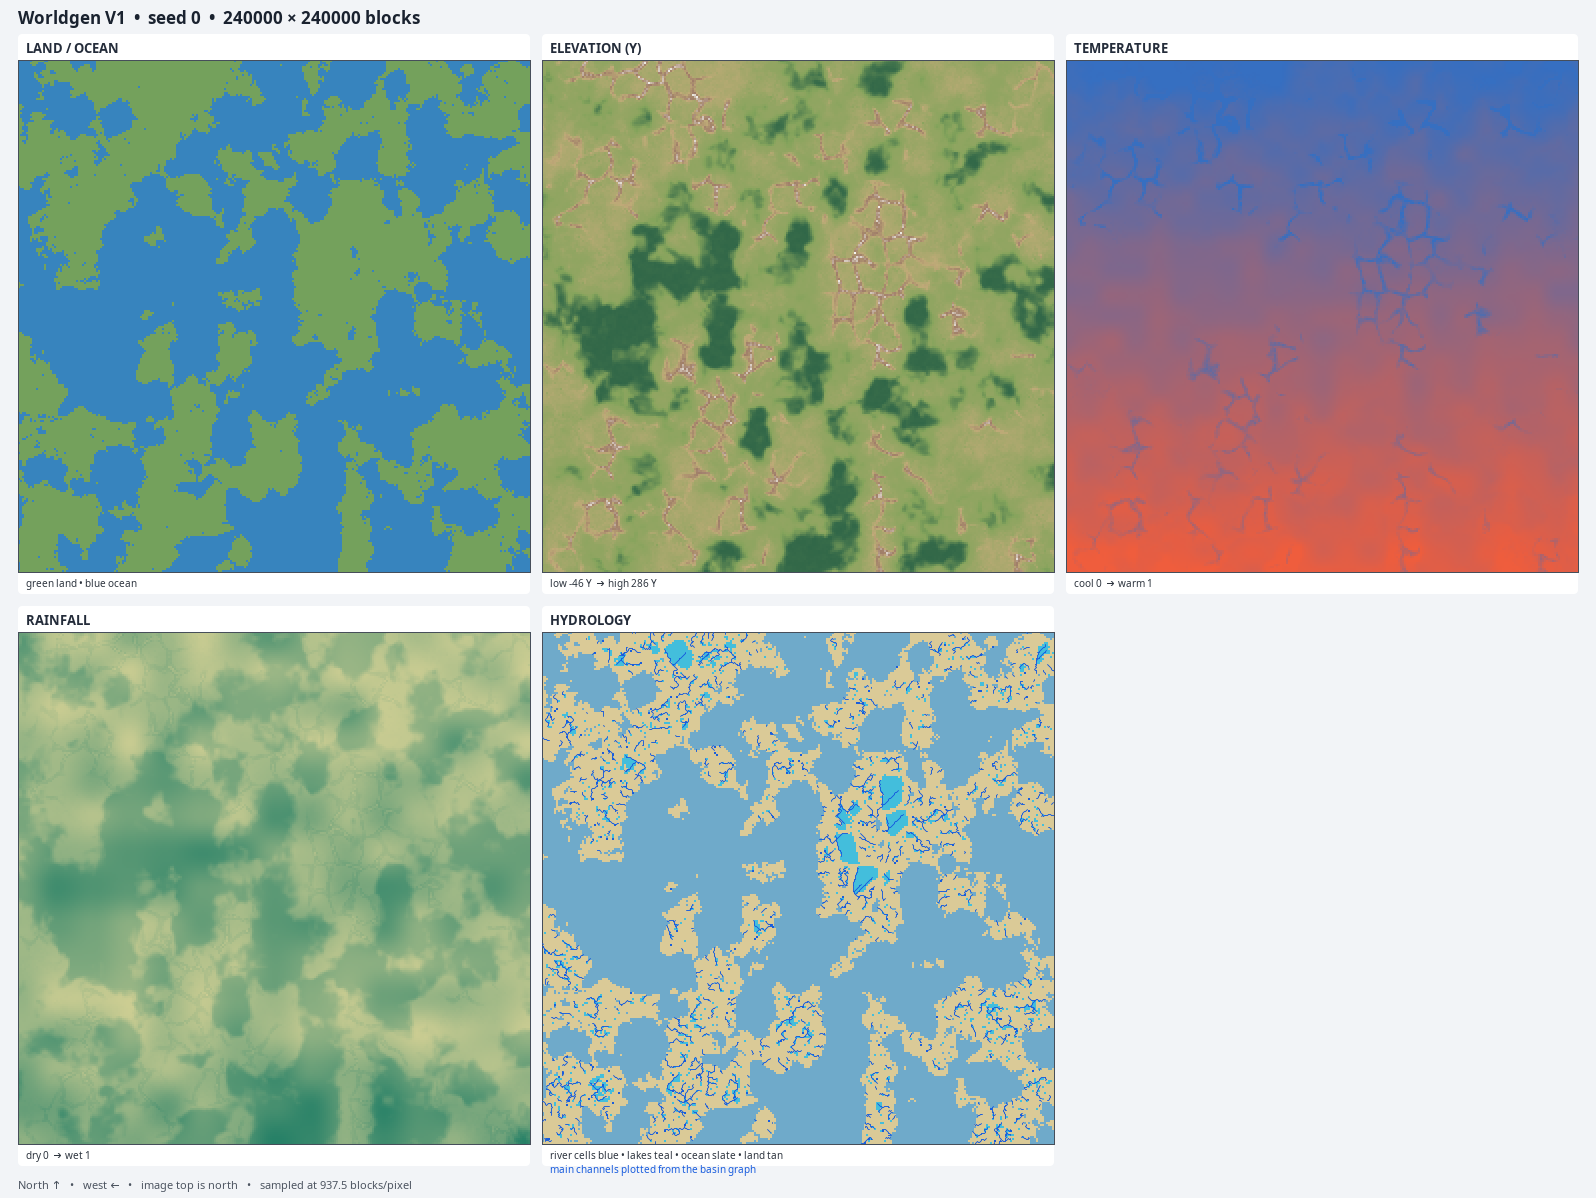 Worldgen V1 • seed 0 • 240000 × 240000 blocks
LAND / OCEAN
ELEVATION (Y)
TEMPERATURE
green land • blue ocean
low -46 Y → high 286 Y
cool 0 → warm 1
RAINFALL
HYDROLOGY
dry 0 → wet 1
river cells blue • lakes teal • ocean slate • land tan
main channels plotted from the basin graph
North ↑ • west ← • image top is north • sampled at 937.5 blocks/pixel